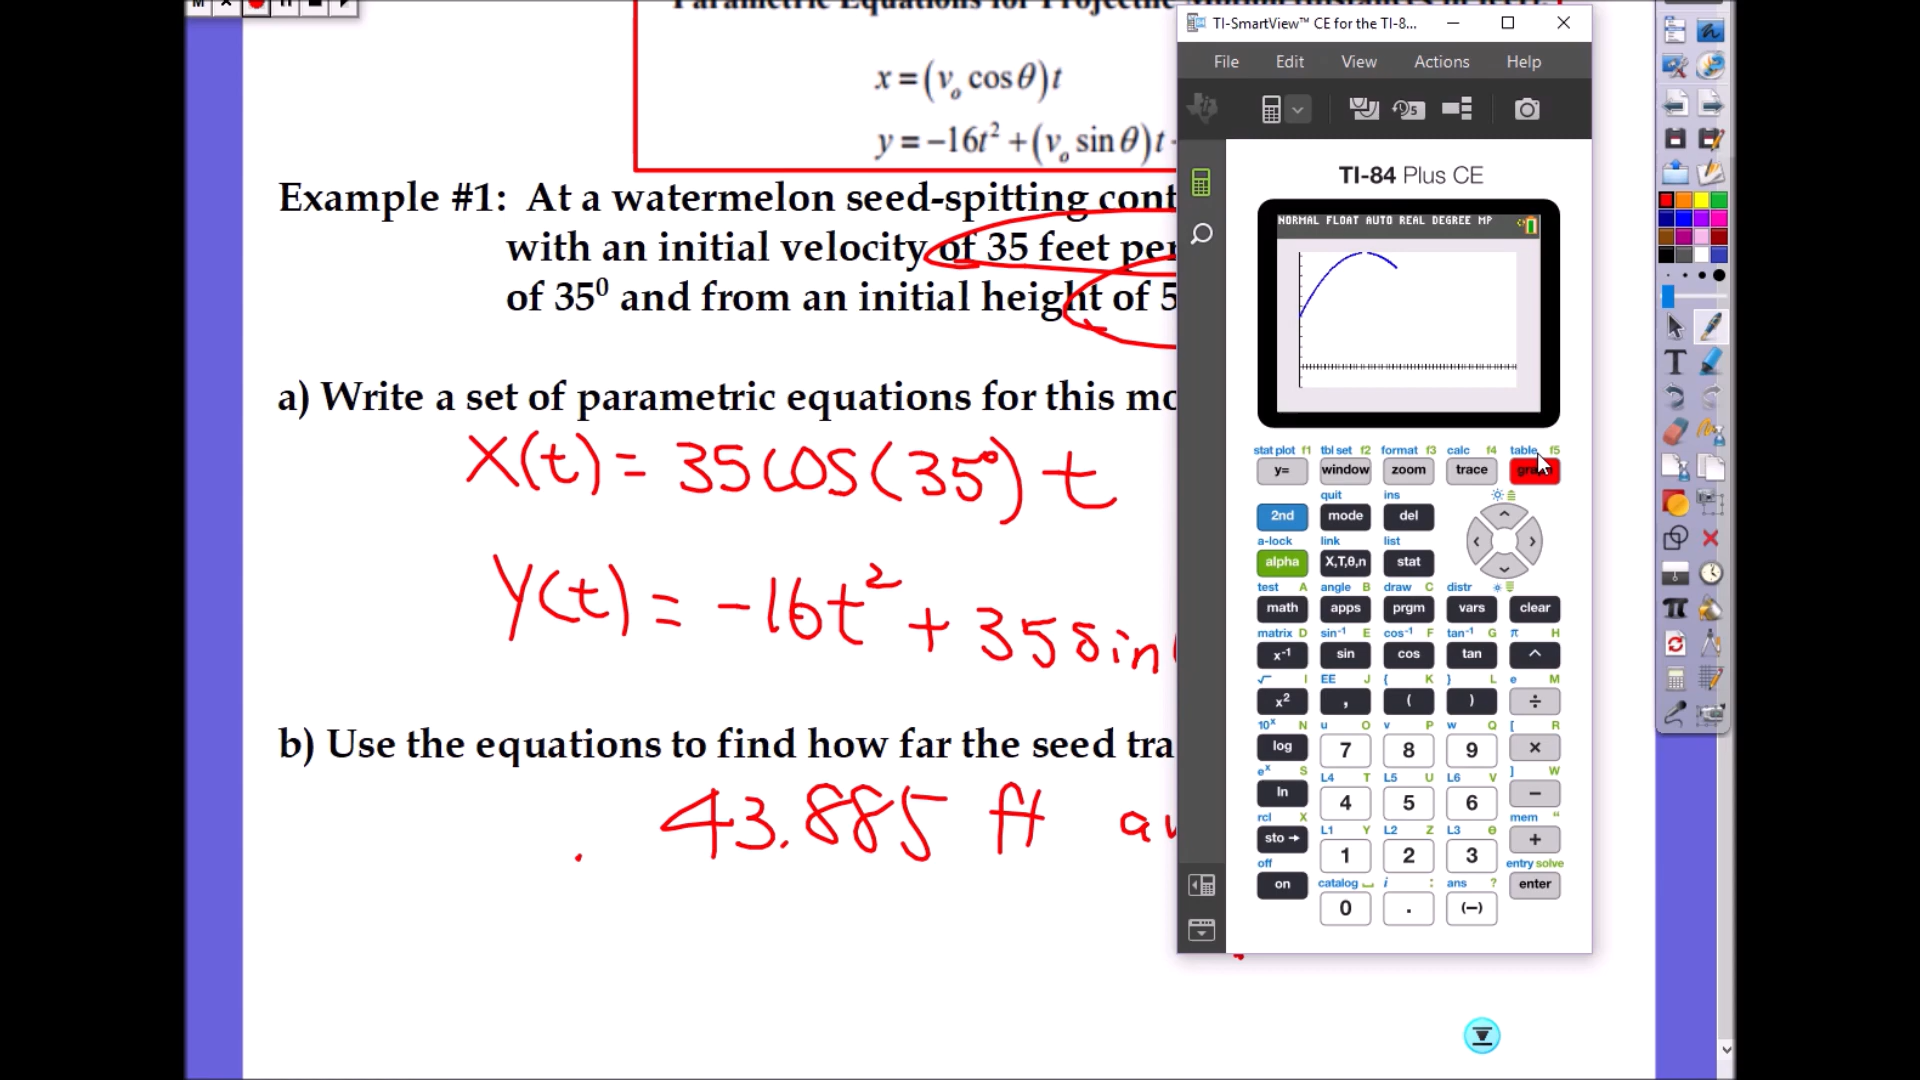 x = (v₀ cos θ) t
y = −16t² + (v₀ sin θ) t
Example #1: At a watermelon seed-spitting cont
with an initial velocity of 35 feet per
of 35⁰ and from an initial height of 5
a) Write a set of parametric equations for this mo
X(t) = 35 cos(35°) t
Y(t) = -16t² + 35 sin(
b) Use the equations to find how far the seed tra
43.885 ft
TI-SmartView™ CE for the TI-8...
File Edit View Actions Help
TI-84 Plus CE
NORMAL FLOAT AUTO REAL DEGREE MP
stat plot f1 tbl set f2 format f3 calc f4 table f5
y= window zoom trace
quit ins
2nd mode del
a-lock link list
alpha X,T,θ,n stat
test A angle B draw C distr
math apps prgm vars clear
matrix D sin⁻¹ E cos⁻¹ F tan⁻¹ G π H
x⁻¹ sin cos tan ^
√ I EE J { K } L e M
x² , ( ) ÷
10ˣ N u O v P w Q [ R
log 7 8 9 ×
eˣ S L4 T L5 U L6 V ] W
ln 4 5 6 −
rcl X L1 Y L2 Z L3 θ mem "
sto → 1 2 3 +
off catalog i : ans ? entry solve
on 0 . (−) enter